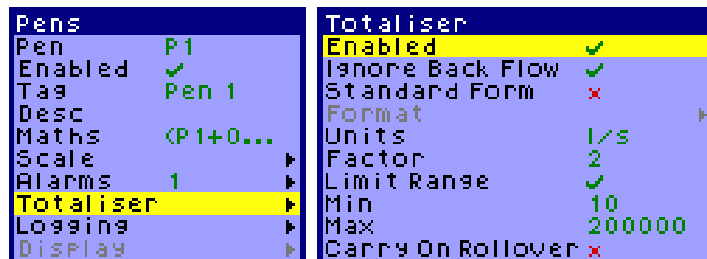 Pens
Pen P1
Enabled ✓
Tag Pen 1
Desc
Maths (P1+0...
Scale
Alarms 1
Totaliser
Logging
Display
Totaliser
Enabled ✓
Ignore Back Flow ✓
Standard Form x
Format
Units l/s
Factor 2
Limit Range ✓
Min 10
Max 200000
Carry On Rollover x